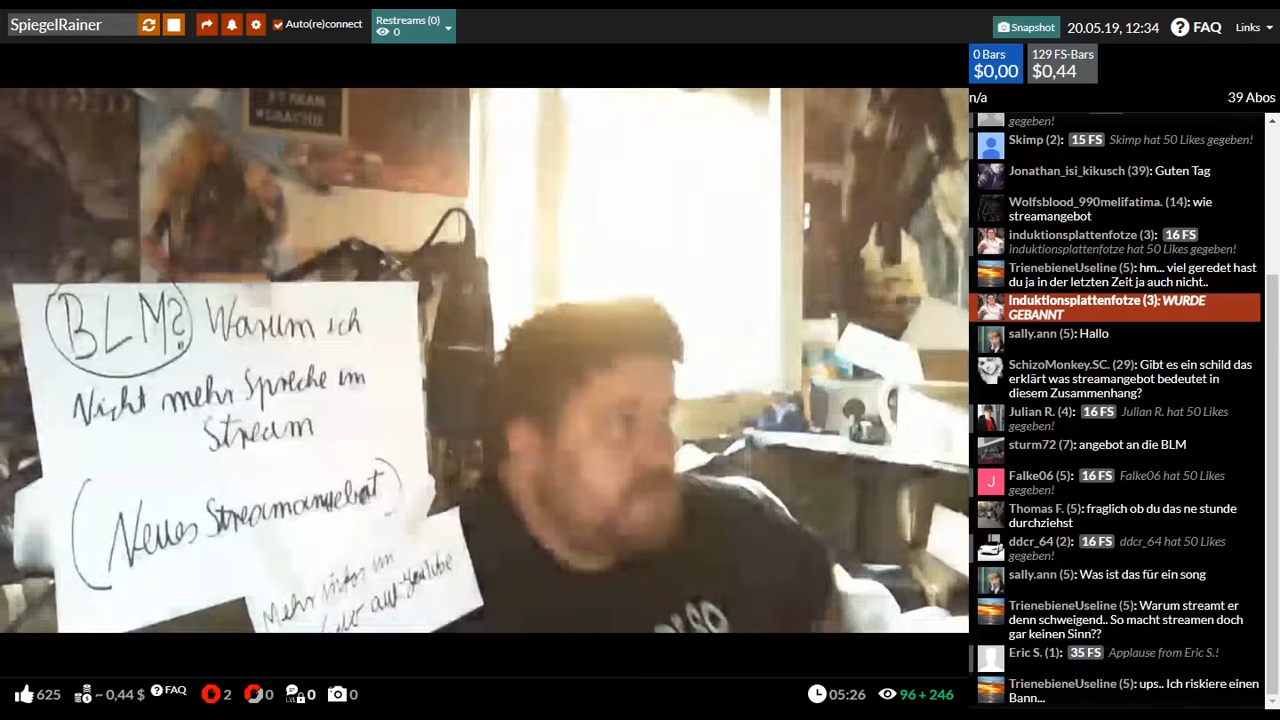 SpiegelRainer
Auto(re)connect
Restreams (0)
0
Snapshot
20.05.19, 12:34
FAQ
Links
0 Bars
$0,00
129 FS-Bars
$0,44
n/a
39 Abos
BLM? Warum ich
Nicht mehr Spreche im
Stream
(Neues Streamangebot)
Mehr infos im
auf YouTube
gegeben!
Skimp (2): 15 FS Skimp hat 50 Likes gegeben!
Jonathan_isi_kikusch (39): Guten Tag
Wolfsblood_990melifatima. (14): wie
streamangebot
induktionsplattenfotze (3): 16 FS
induktionsplattenfotze hat 50 Likes gegeben!
TrienebieneUseline (5): hm... viel geredet hast
du ja in der letzten Zeit ja auch nicht..
Induktionsplattenfotze (3): WURDE
GEBANNT
sally.ann (5): Hallo
SchizoMonkey.SC. (29): Gibt es ein schild das
erklärt was streamangebot bedeutet in
diesem Zusammenhang?
Julian R. (4): 16 FS Julian R. hat 50 Likes
gegeben!
sturm72 (7): angebot an die BLM
J
Falke06 (5): 16 FS Falke06 hat 50 Likes
gegeben!
Thomas F. (5): fraglich ob du das ne stunde
durchziehst
ddcr_64 (2): 16 FS ddcr_64 hat 50 Likes
gegeben!
sally.ann (5): Was ist das für ein song
TrienebieneUseline (5): Warum streamt er
denn schweigend.. So macht streamen doch
gar keinen Sinn??
Eric S. (1): 35 FS Applause from Eric S.!
TrienebieneUseline (5): ups.. Ich riskiere einen
Bann...
625
~ 0,44 $
FAQ
2
0
LVL
0
0
05:26
96 + 246